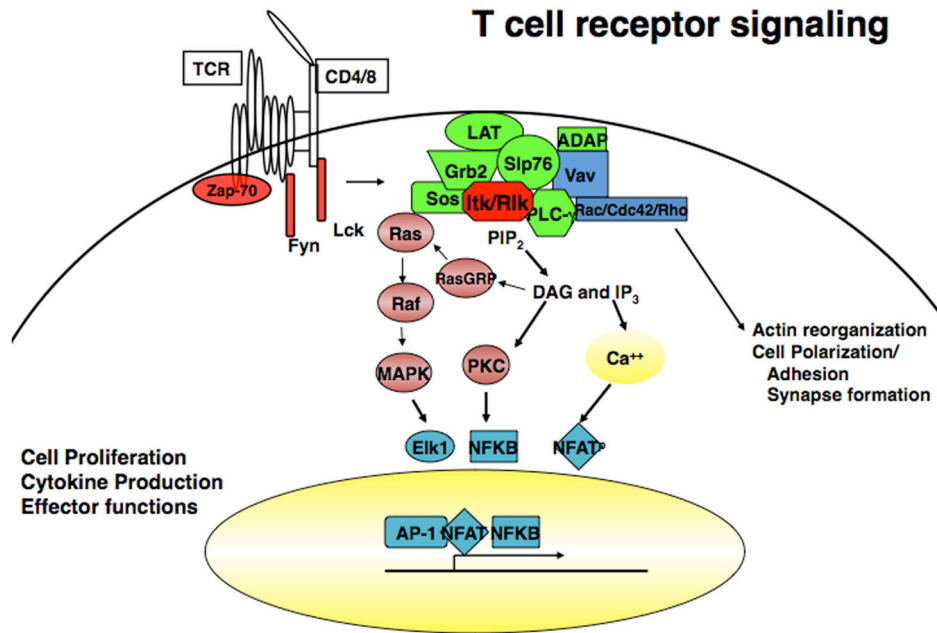 T cell receptor signaling
TCR
CD4/8
Zap-70
Fyn
Lck
LAT
Grb2
Slp76
ADAP
Vav
Sos
Itk/Rlk
PLC-γ
Rac/Cdc42/Rho
Ras
PIP2
RasGRP
DAG and IP3
Raf
MAPK
PKC
Ca++
Actin reorganization
Cell Polarization/
Adhesion
Synapse formation
Elk1
NFKB
NFATP
Cell Proliferation
Cytokine Production
Effector functions
AP-1
NFAT
NFKB